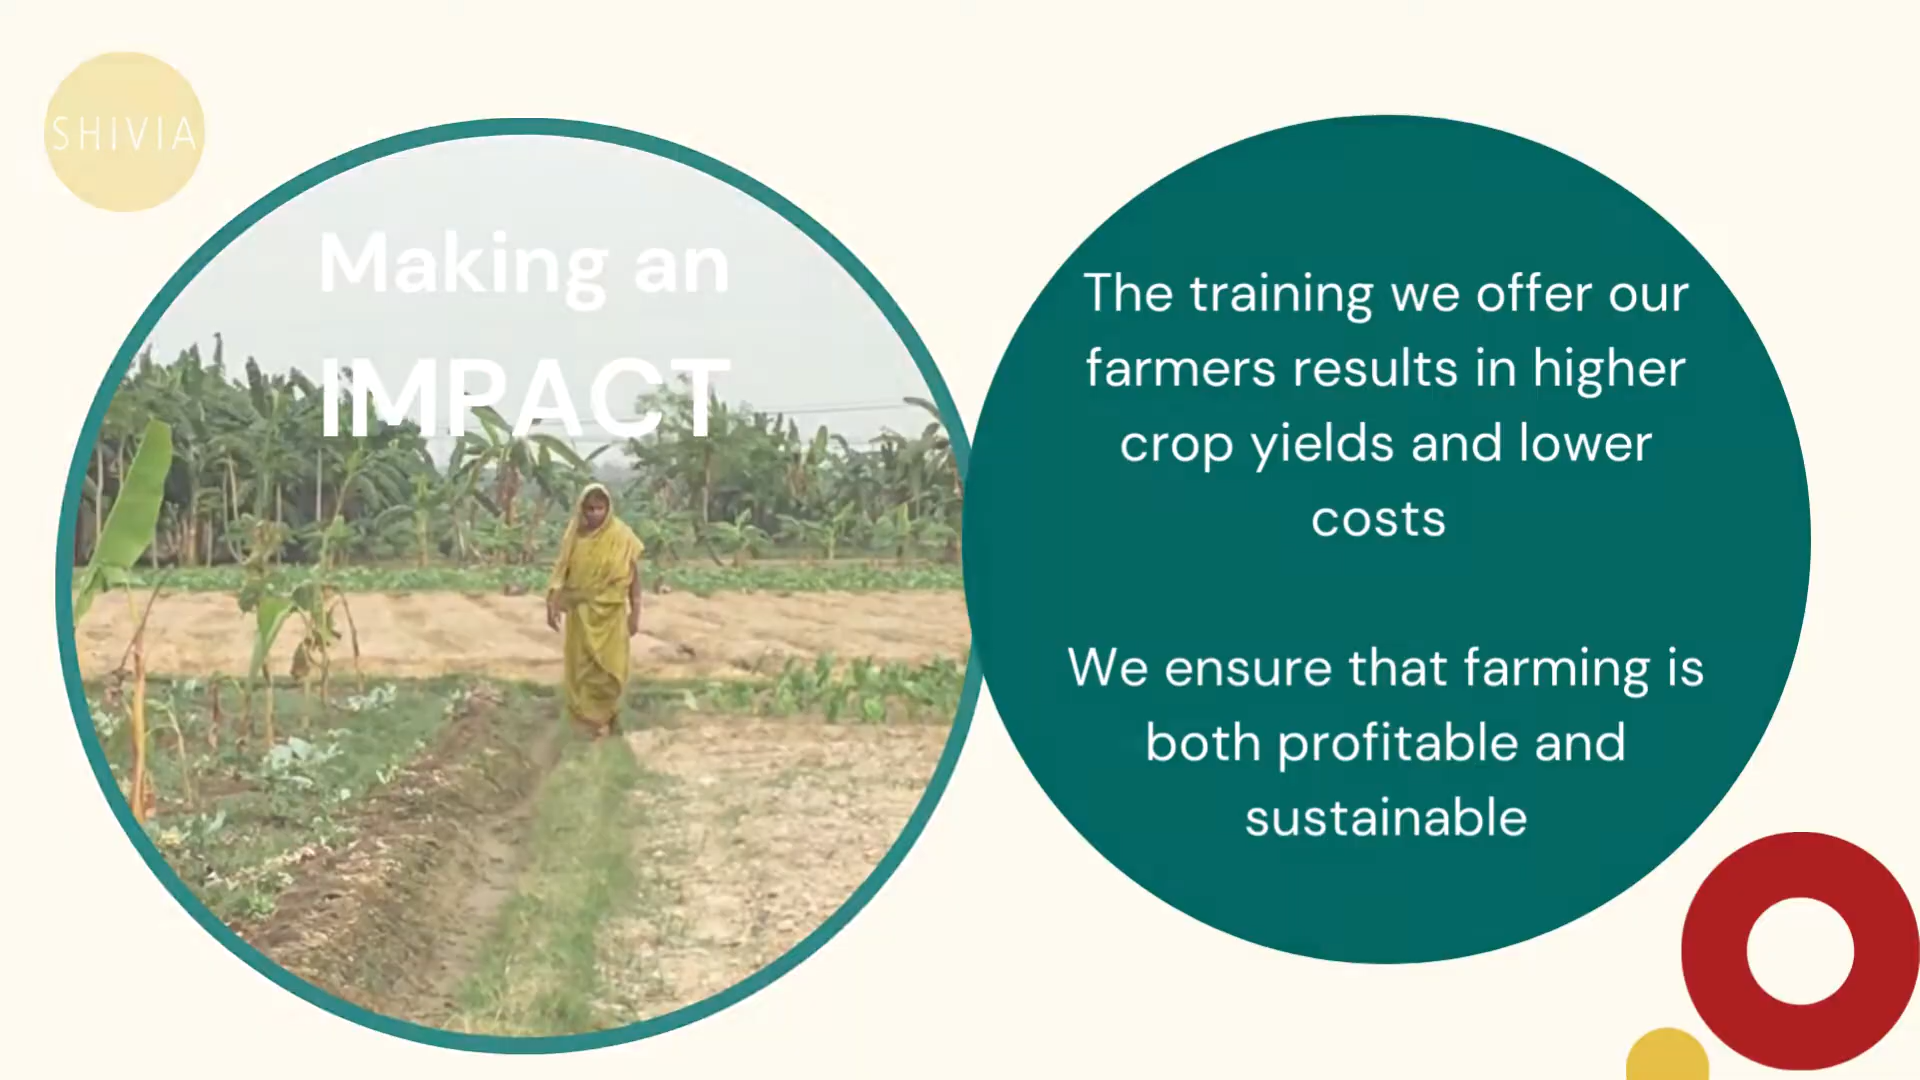 SHIVIA
Making an
IMPACT
The training we offer our
farmers results in higher
crop yields and lower
costs
We ensure that farming is
both profitable and
sustainable